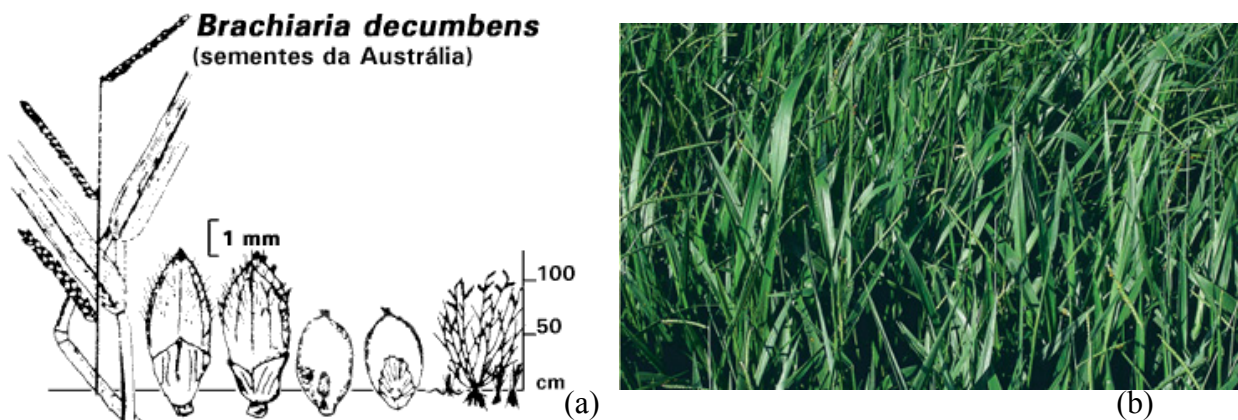 Brachiaria decumbens
(sementes da Austrália)
1 mm
100
50
cm
(a)
(b)